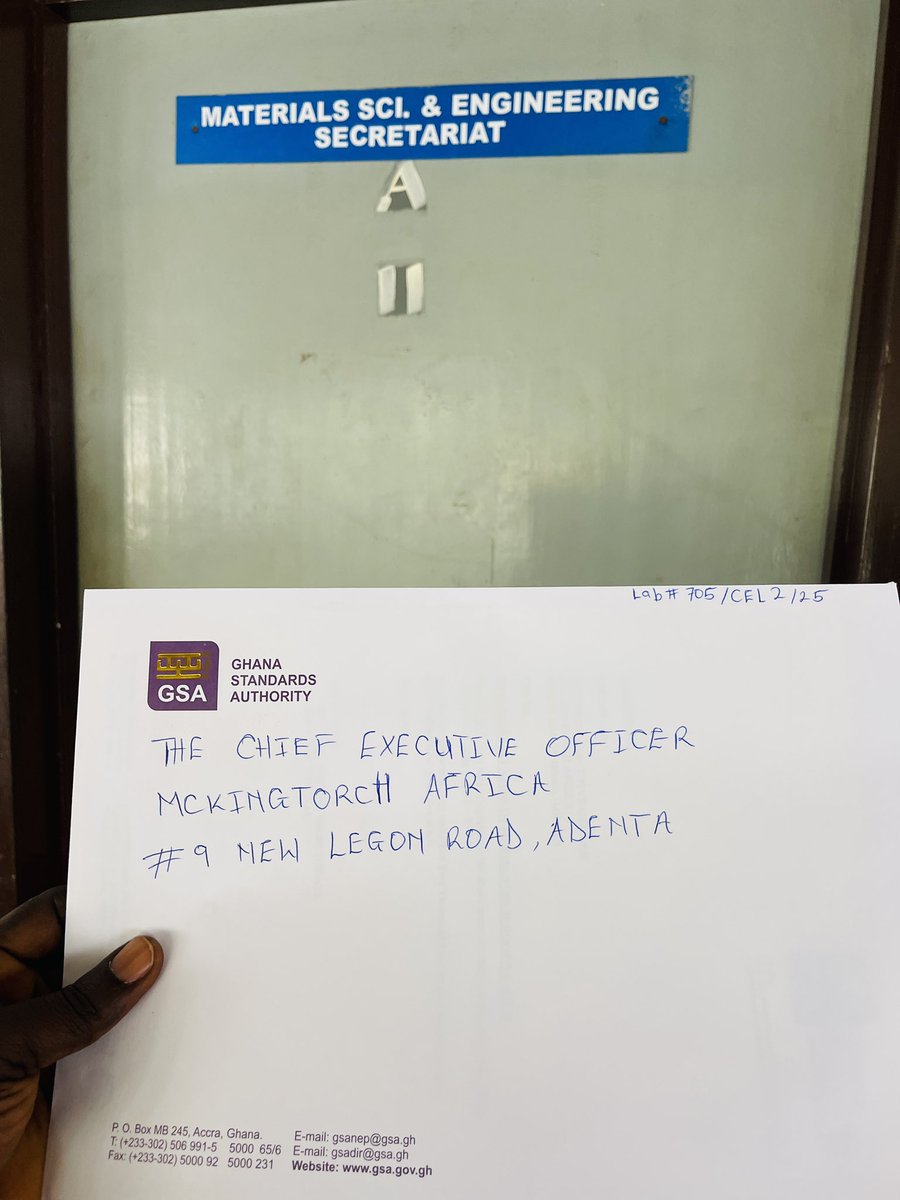 MATERIALS SCI. & ENGINEERING
SECRETARIAT
A
Lab# 705/CEL2/25
GSA
GHANA
STANDARDS
AUTHORITY
THE CHIEF EXECUTIVE OFFICER
MCKINGTORCH AFRICA
#9 NEW LEGON ROAD, ADENTA
P. O. Box MB 245, Accra, Ghana.
T: (+233-302) 506 991-5 5000 65/6
Fax: (+233-302) 5000 92 5000 231
E-mail: gsanep@gsa.gh
E-mail: gsadir@gsa.gh
Website: www.gsa.gov.gh